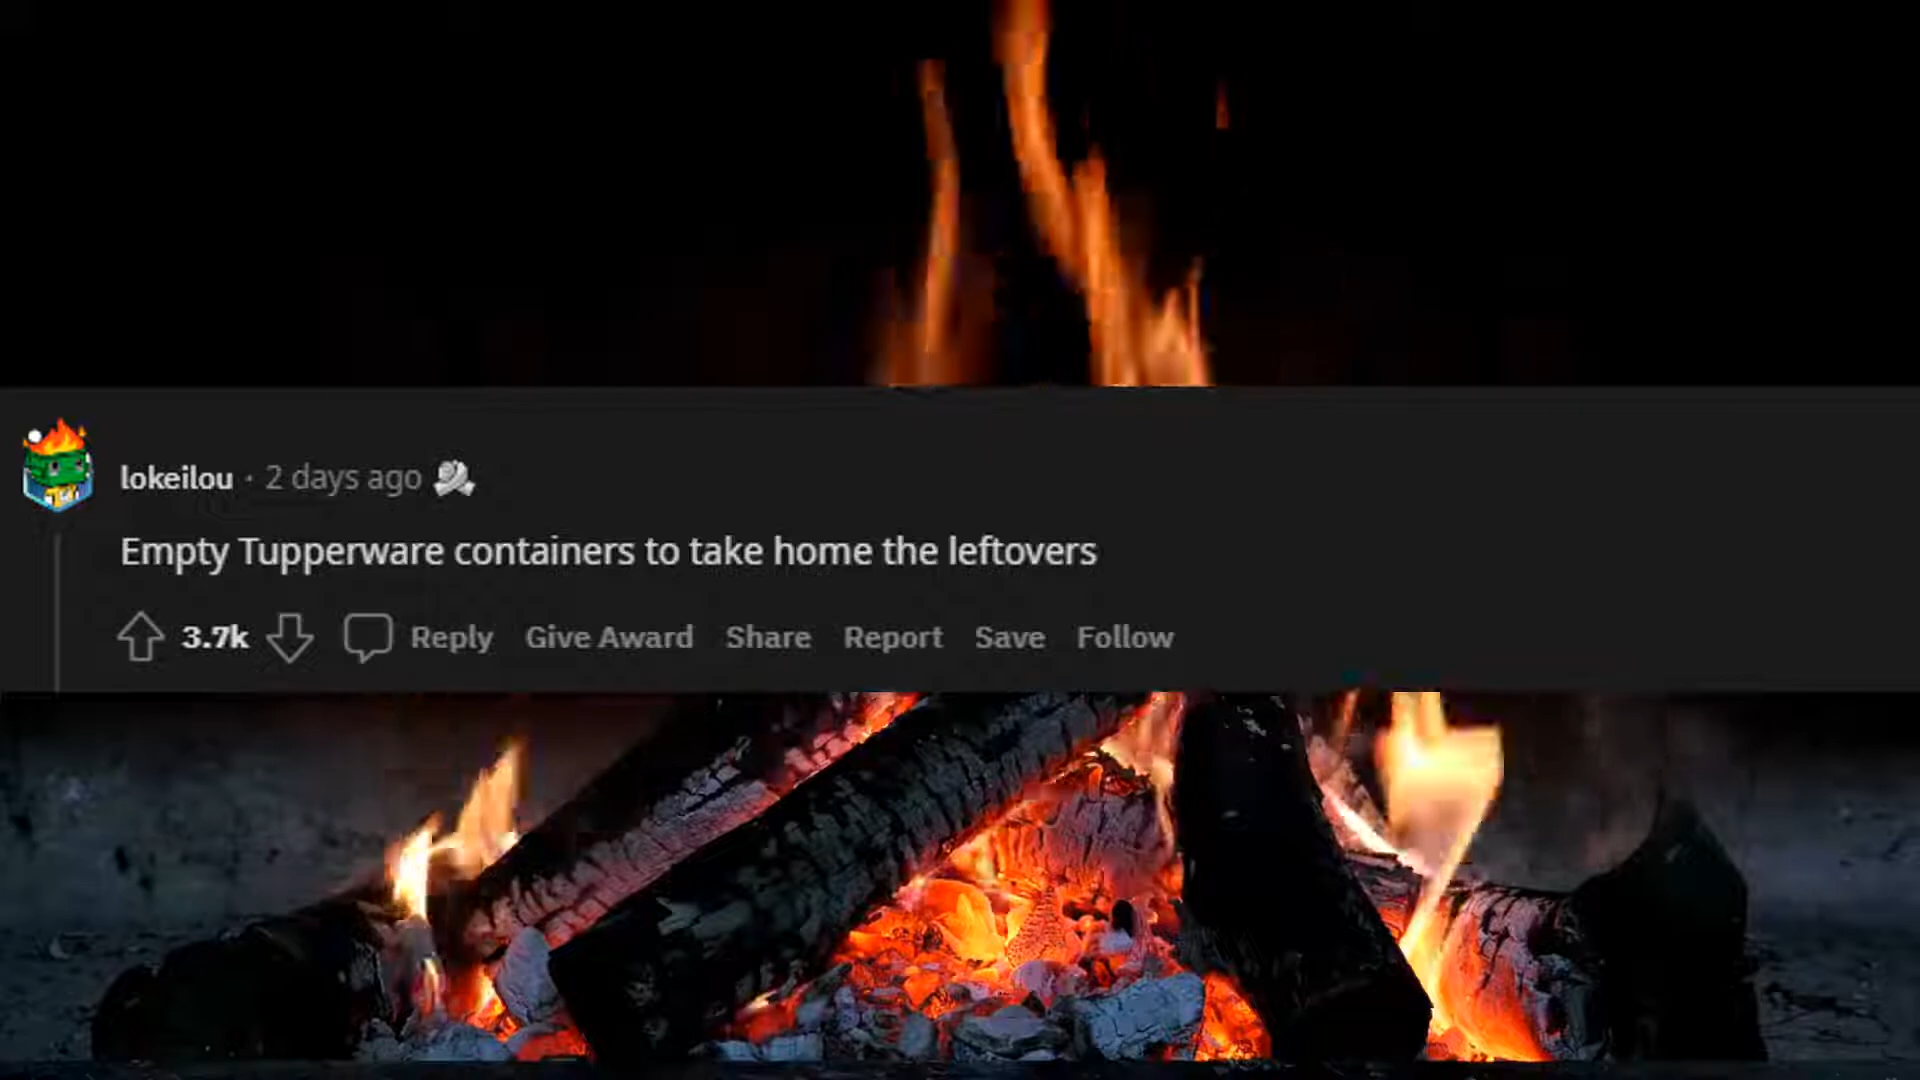 lokeilou · 2 days ago
Empty Tupperware containers to take home the leftovers
3.7k Reply Give Award Share Report Save Follow